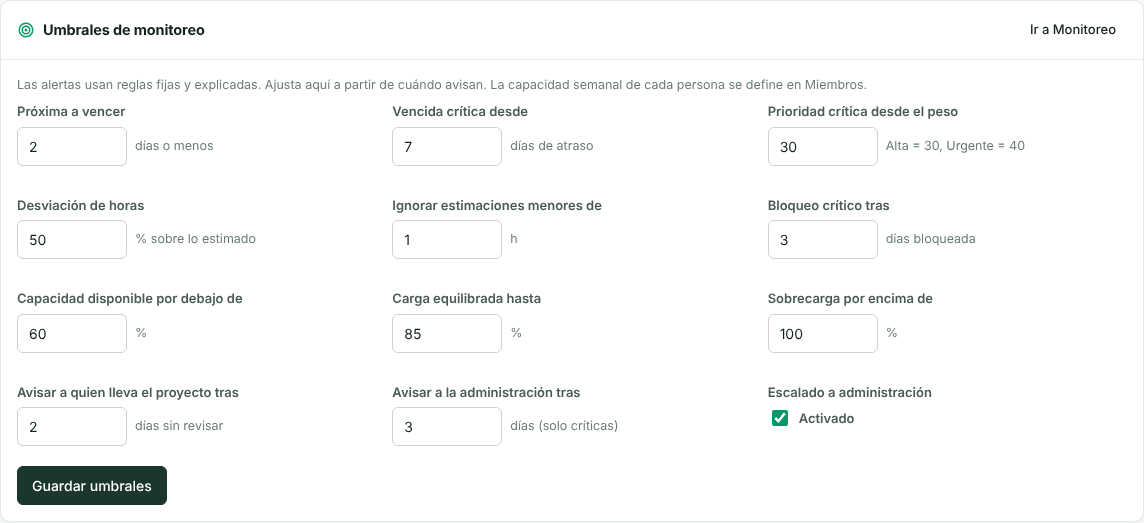 Umbrales de monitoreo
Ir a Monitoreo
Las alertas usan reglas fijas y explicadas. Ajusta aquí a partir de cuándo avisan. La capacidad semanal de cada persona se define en Miembros.
Próxima a vencer
2 días o menos
Vencida crítica desde
7 días de atraso
Prioridad crítica desde el peso
30 Alta = 30, Urgente = 40
Desviación de horas
50 % sobre lo estimado
Ignorar estimaciones menores de
1 h
Bloqueo crítico tras
3 días bloqueada
Capacidad disponible por debajo de
60 %
Carga equilibrada hasta
85 %
Sobrecarga por encima de
100 %
Avisar a quien lleva el proyecto tras
2 días sin revisar
Avisar a la administración tras
3 días (solo críticas)
Escalado a administración
Activado
Guardar umbrales